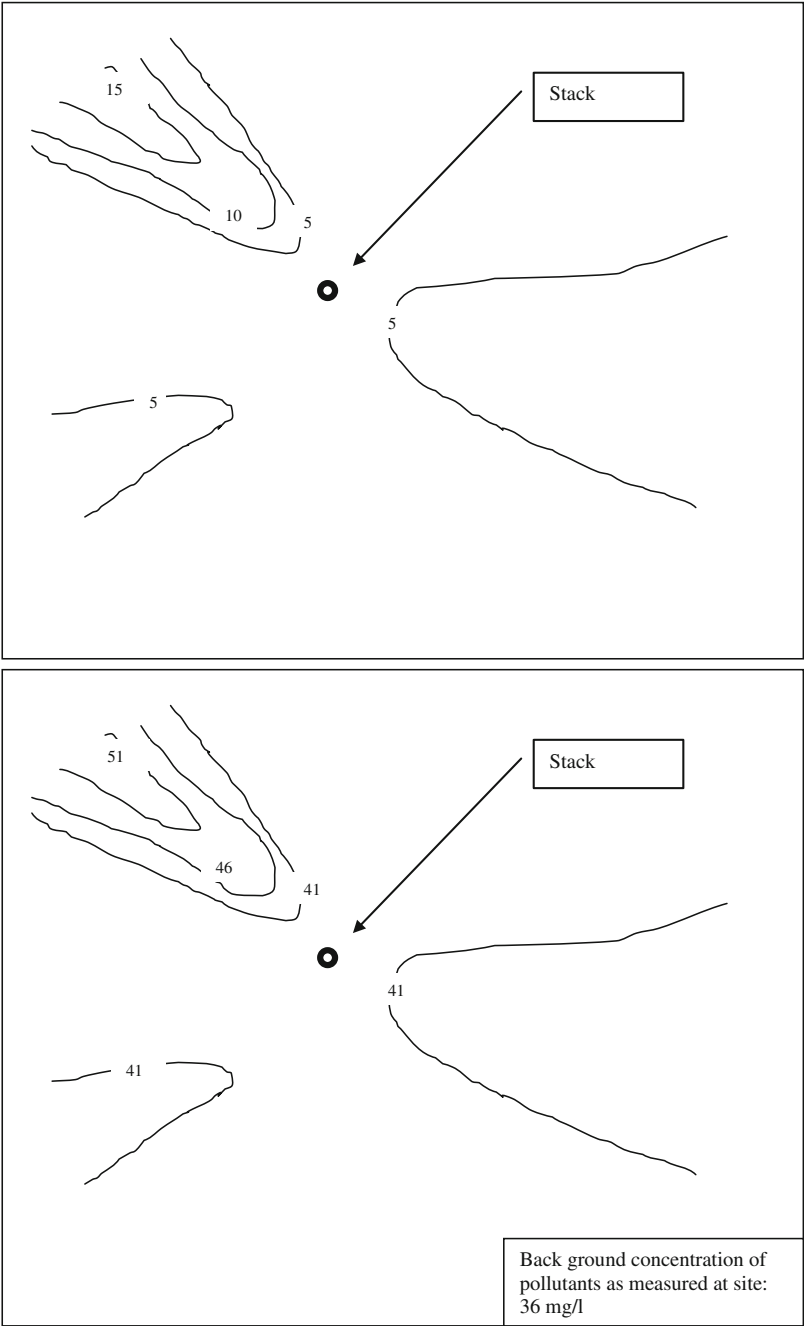 15
Stack
10
5
5
5
51
Stack
46
41
41
41
Back ground concentration of
pollutants as measured at site:
36 mg/l